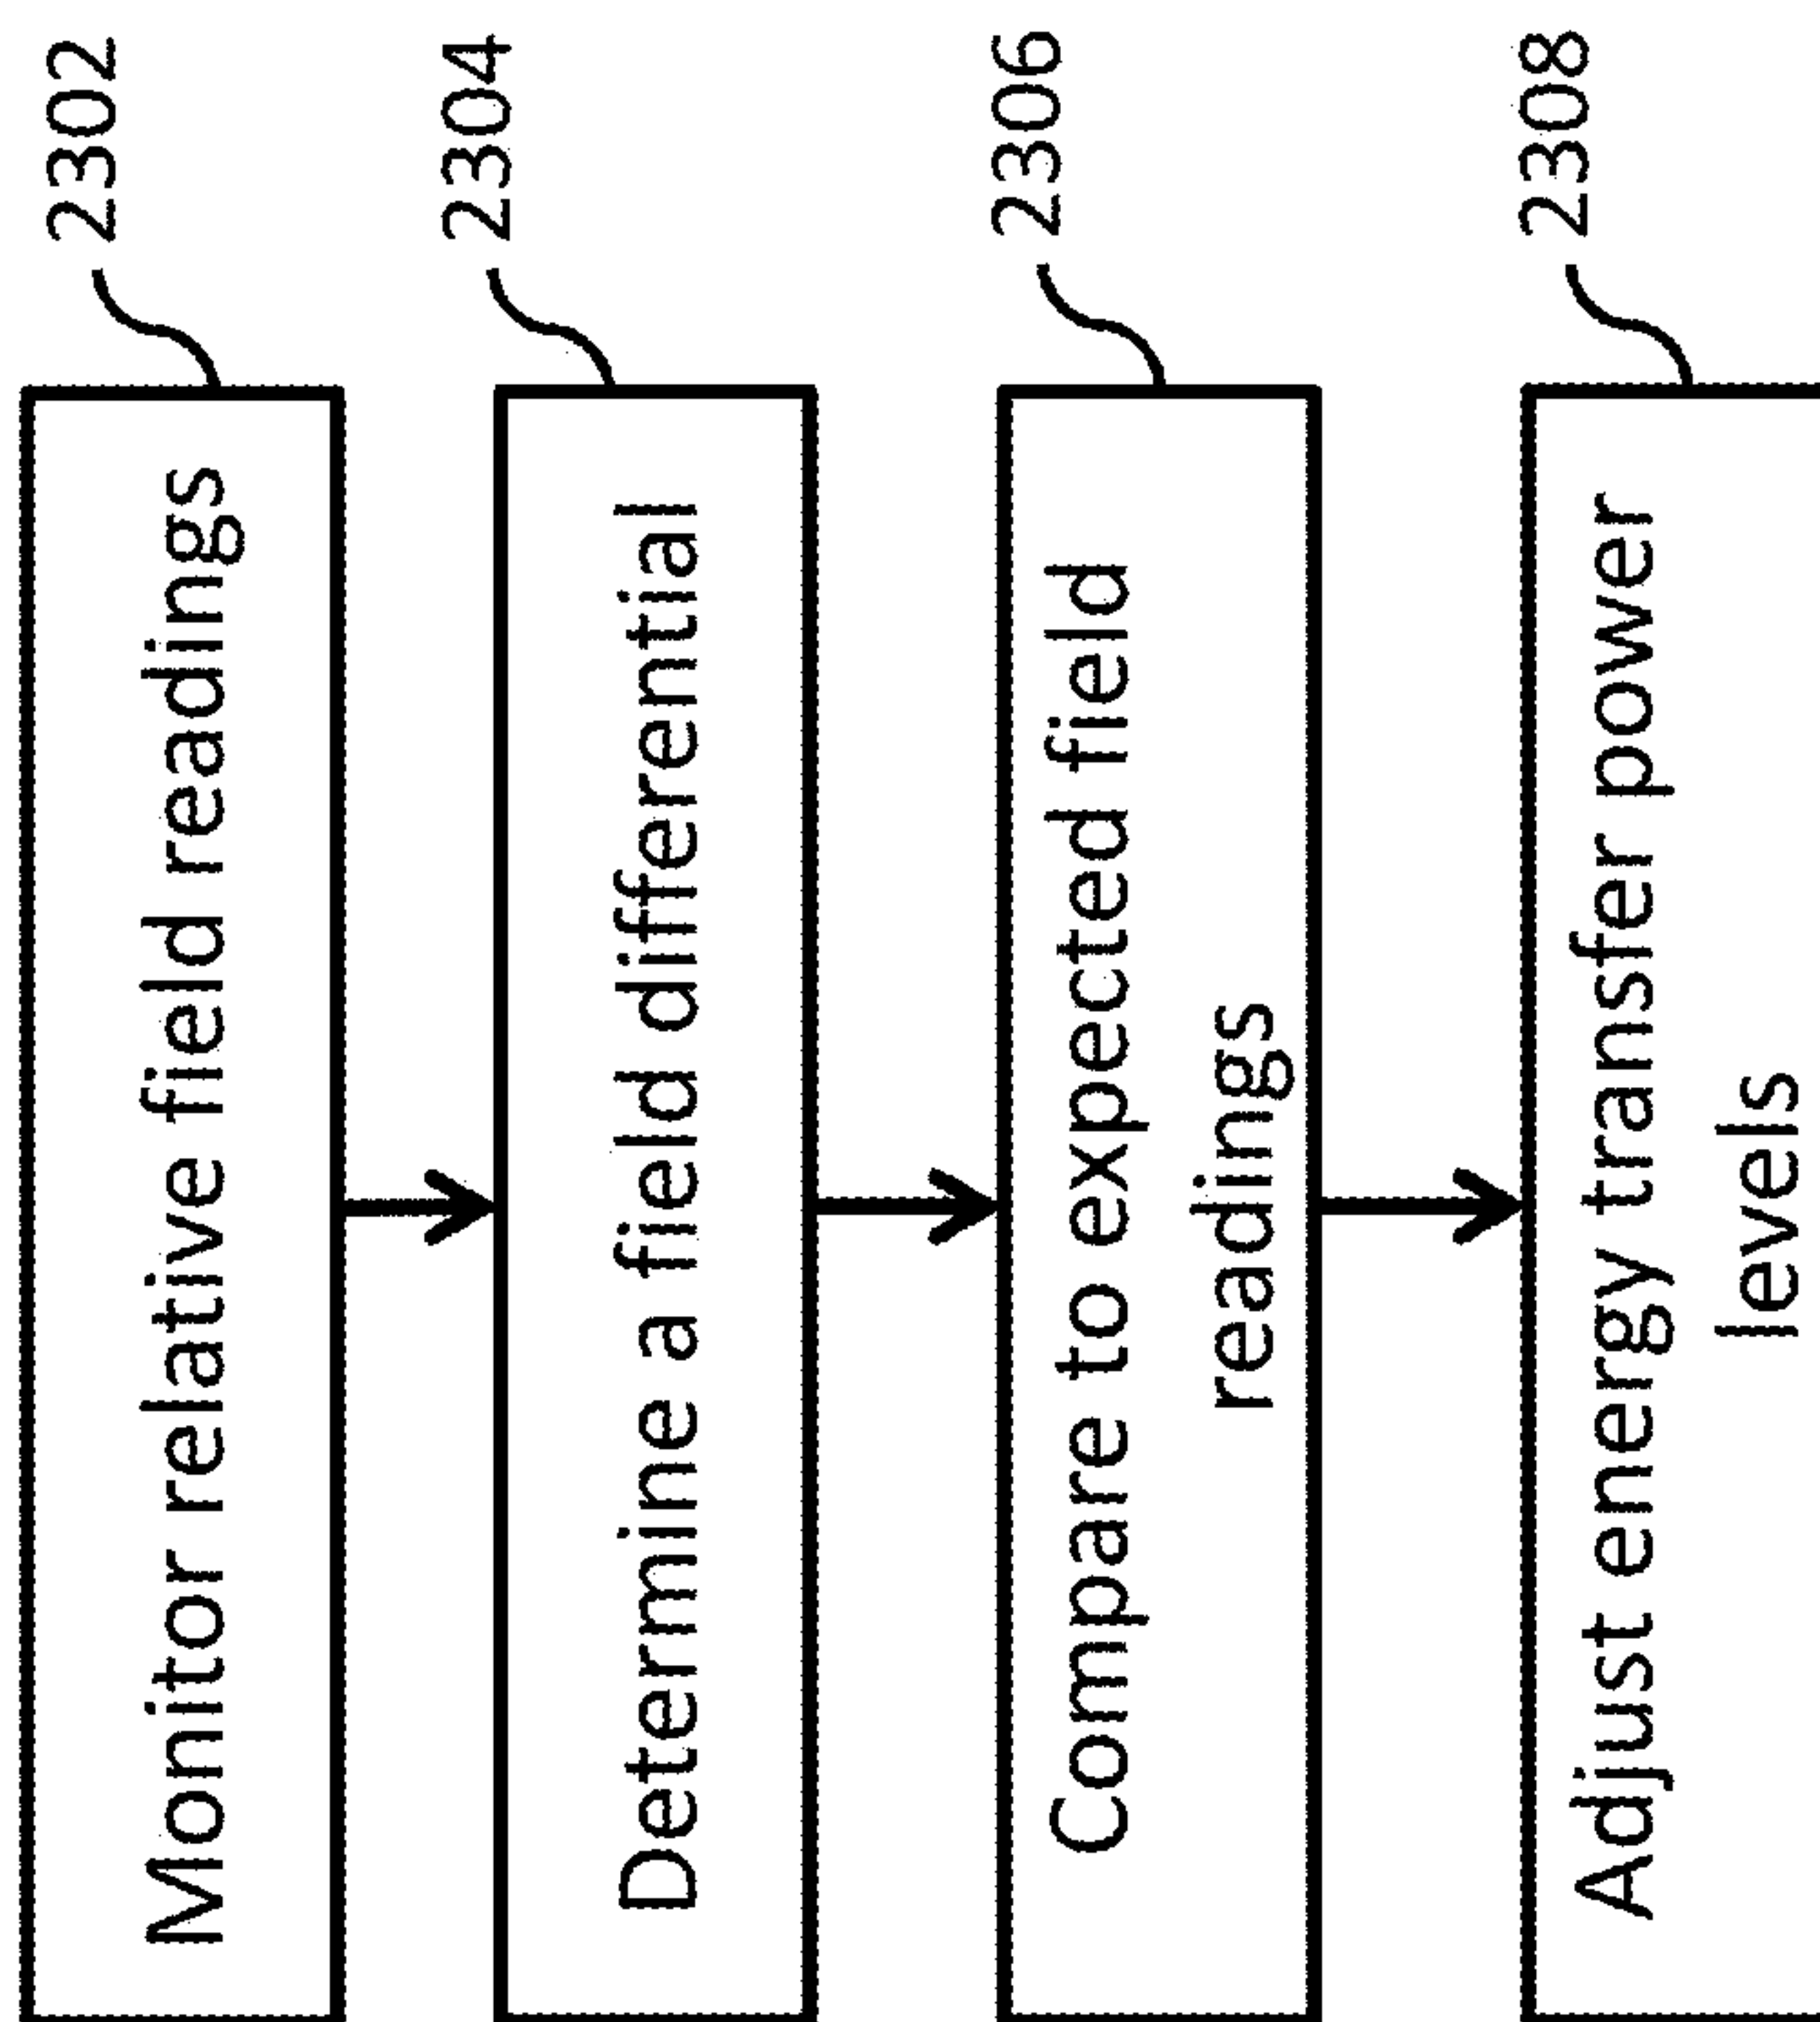 Monitor relative field readings
2302
Determine a field differential
2304
Compare to expected field
readings
2306
Adjust energy transfer power
levels
2308